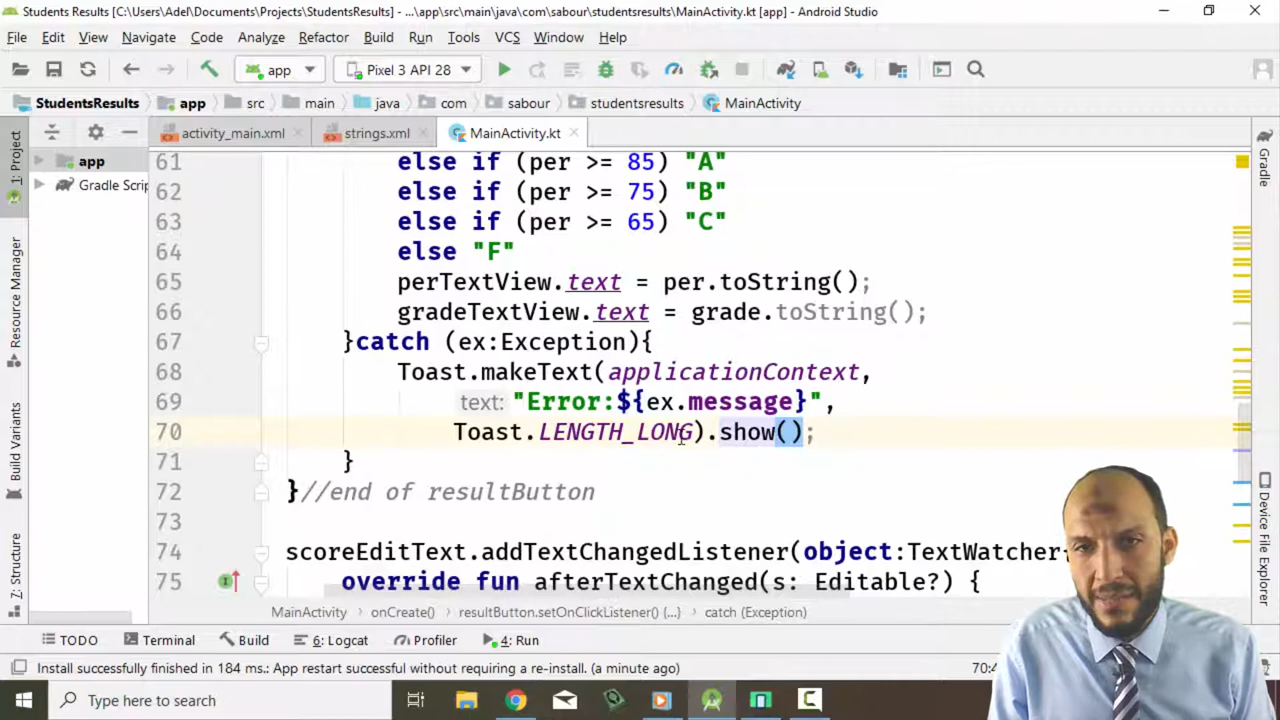 Students Results [C:\Users\Adel\Documents\Projects\StudentsResults] - ...\app\src\main\java\com\sabour\studentsresults\MainActivity.kt [app] - Android Studio
File Edit View Navigate Code Analyze Refactor Build Run Tools VCS Window Help
app Pixel 3 API 28
StudentsResults app src main java com sabour studentsresults MainActivity
activity_main.xml strings.xml MainActivity.kt
1: Project
app
Gradle Scrip
Resource Manager
Build Variants
7: Structure
Gradle
Device File Explorer
61 else if (per >= 85) "A"
62 else if (per >= 75) "B"
63 else if (per >= 65) "C"
64 else "F"
65 perTextView.text = per.toString();
66 gradeTextView.text = grade.toString();
67 }catch (ex:Exception){
68 Toast.makeText(applicationContext,
69 text: "Error:${ex.message}",
70 Toast.LENGTH_LONG).show();
71 }
72 }//end of resultButton
73
74 scoreEditText.addTextChangedListener(object:TextWatcher
75 override fun afterTextChanged(s: Editable?) {
MainActivity onCreate() resultButton.setOnClickListener() {...} catch (Exception)
TODO Terminal Build 6: Logcat Profiler 4: Run
Install successfully finished in 184 ms.: App restart successful without requiring a re-install. (a minute ago)
Type here to search